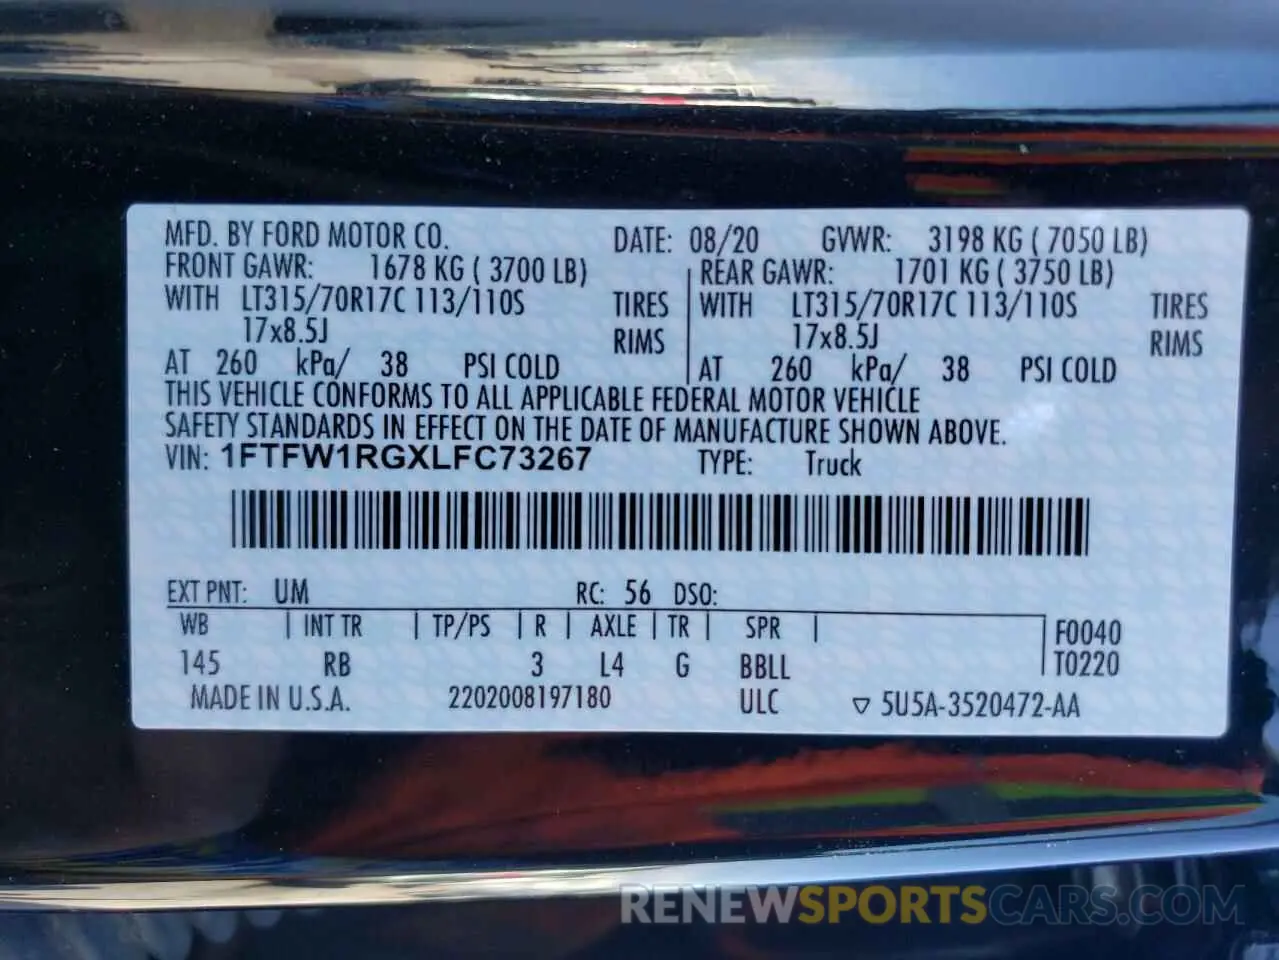 MFD. BY FORD MOTOR CO. DATE: 08/20 GVWR: 3198 KG ( 7050 LB)
FRONT GAWR: 1678 KG ( 3700 LB) REAR GAWR: 1701 KG ( 3750 LB)
WITH LT315/70R17C 113/110S TIRES WITH LT315/70R17C 113/110S TIRES
17x8.5J RIMS 17x8.5J RIMS
AT 260 kPa/ 38 PSI COLD AT 260 kPa/ 38 PSI COLD
THIS VEHICLE CONFORMS TO ALL APPLICABLE FEDERAL MOTOR VEHICLE
SAFETY STANDARDS IN EFFECT ON THE DATE OF MANUFACTURE SHOWN ABOVE.
VIN: 1FTFW1RGXLFC73267 TYPE: Truck
EXT PNT: UM RC: 56 DSO:
WB | INT TR | TP/PS | R | AXLE | TR | SPR | F0040
145 RB 3 L4 G BBLL T0220
MADE IN U.S.A. 2202008197180 ULC ▽ 5U5A-3520472-AA
RENEWSPORTSCARS.COM